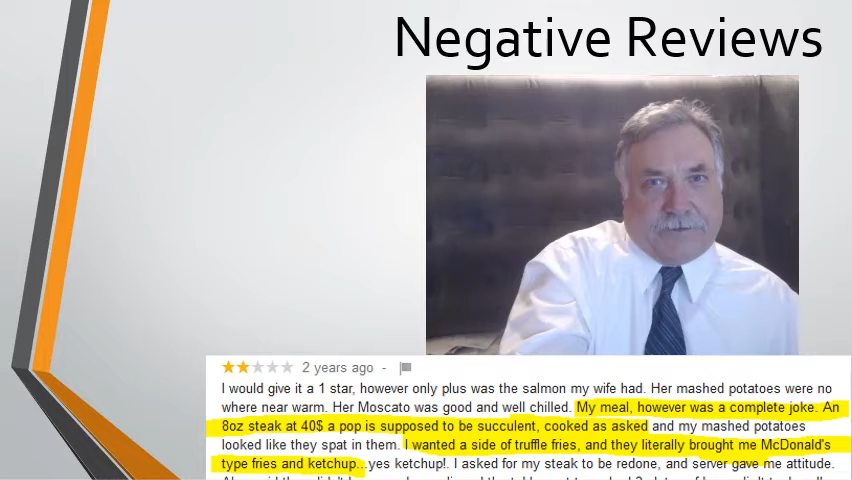 Negative Reviews
2 years ago -
I would give it a 1 star, however only plus was the salmon my wife had. Her mashed potatoes were no
where near warm. Her Moscato was good and well chilled. My meal, however was a complete joke. An
8oz steak at 40$ a pop is supposed to be succulent, cooked as asked and my mashed potatoes
looked like they spat in them. I wanted a side of truffle fries, and they literally brought me McDonald's
type fries and ketchup...yes ketchup!. I asked for my steak to be redone, and server gave me attitude.